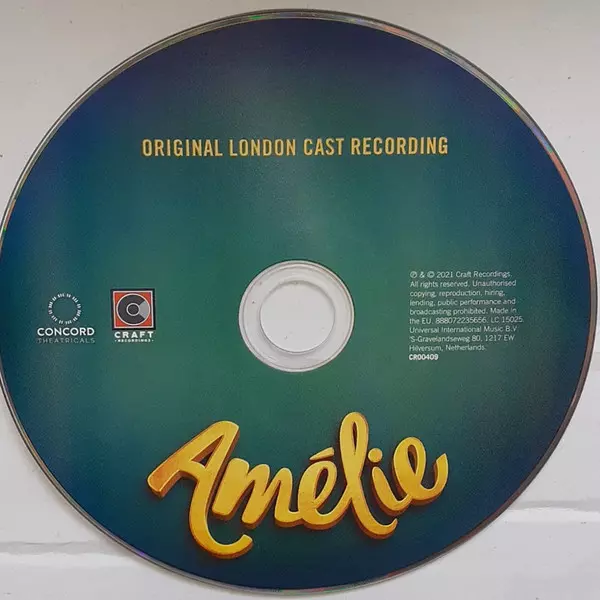 ORIGINAL LONDON CAST RECORDING
℗ & © 2021 Craft Recordings.
All rights reserved. Unauthorised
copying, reproduction, hiring,
lending, public performance and
broadcasting prohibited. Made in
the EU. 888072235656. LC 15025.
Universal International Music B.V
'S-Gravelandseweg 80, 1217 EW
Hilversum, Netherlands.
CR00409
CONCORD
THEATRICALS
CRAFT
RECORDINGS
Amélie